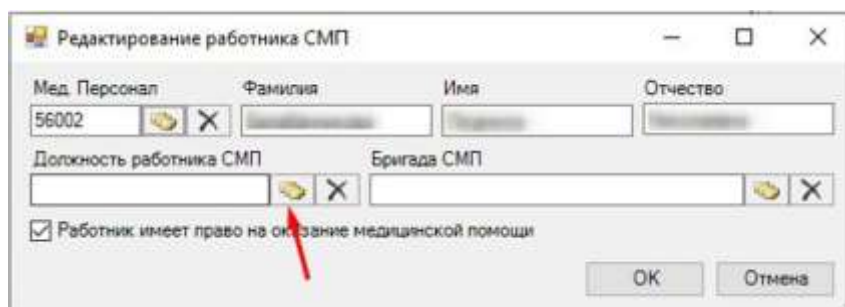 Редактирование работника СМП
Мед. Персонал Фамилия Имя Отчество
56002
Должность работника СМП Бригада СМП
Работник имеет право на оказание медицинской помощи
OK Отмена